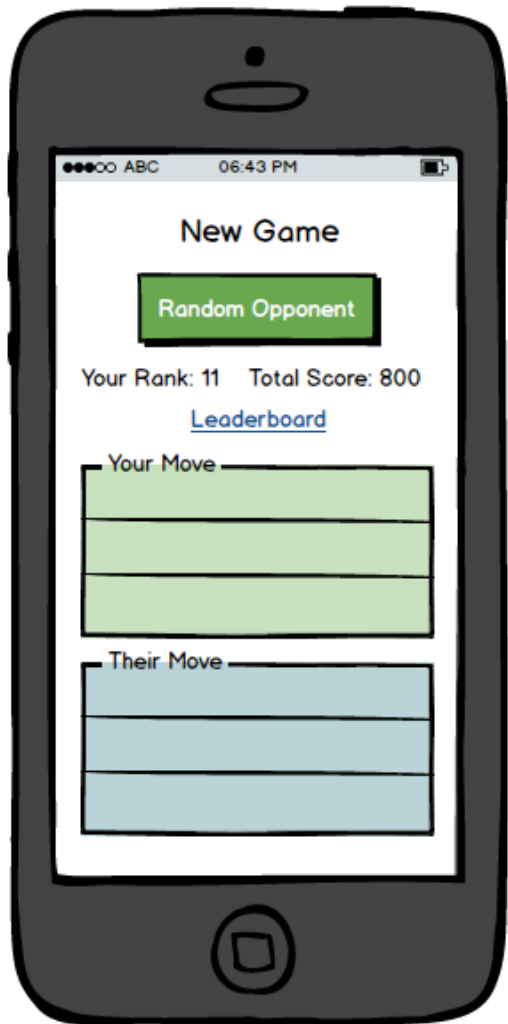 ABC 06:43 PM
New Game
Random Opponent
Your Rank: 11 Total Score: 800
Leaderboard
Your Move
Their Move